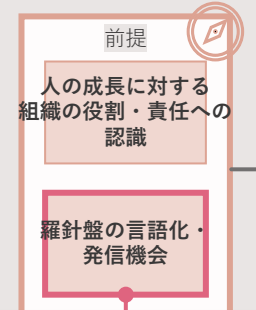 前提
人の成長に対する
組織の役割・責任への
認識
羅針盤の言語化・
発信機会